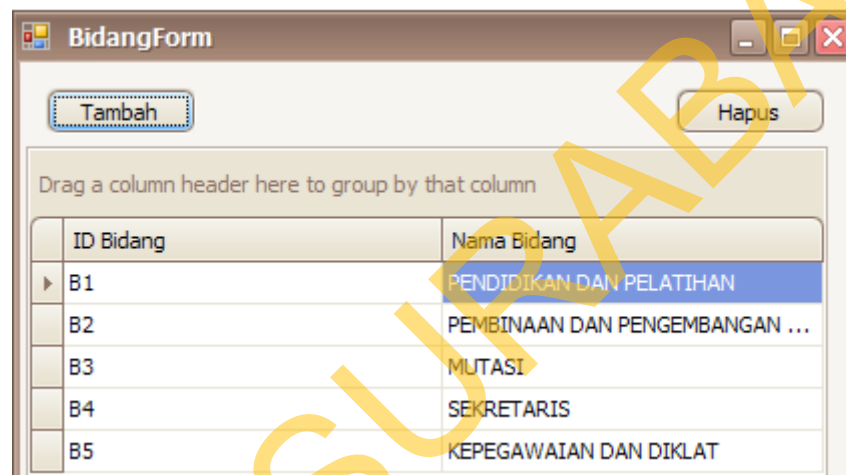 BidangForm
Tambah Hapus
Drag a column header here to group by that column
ID Bidang Nama Bidang
B1 PENDIDIKAN DAN PELATIHAN
B2 PEMBINAAN DAN PENGEMBANGAN ...
B3 MUTASI
B4 SEKRETARIS
B5 KEPEGAWAIAN DAN DIKLAT
SURABA